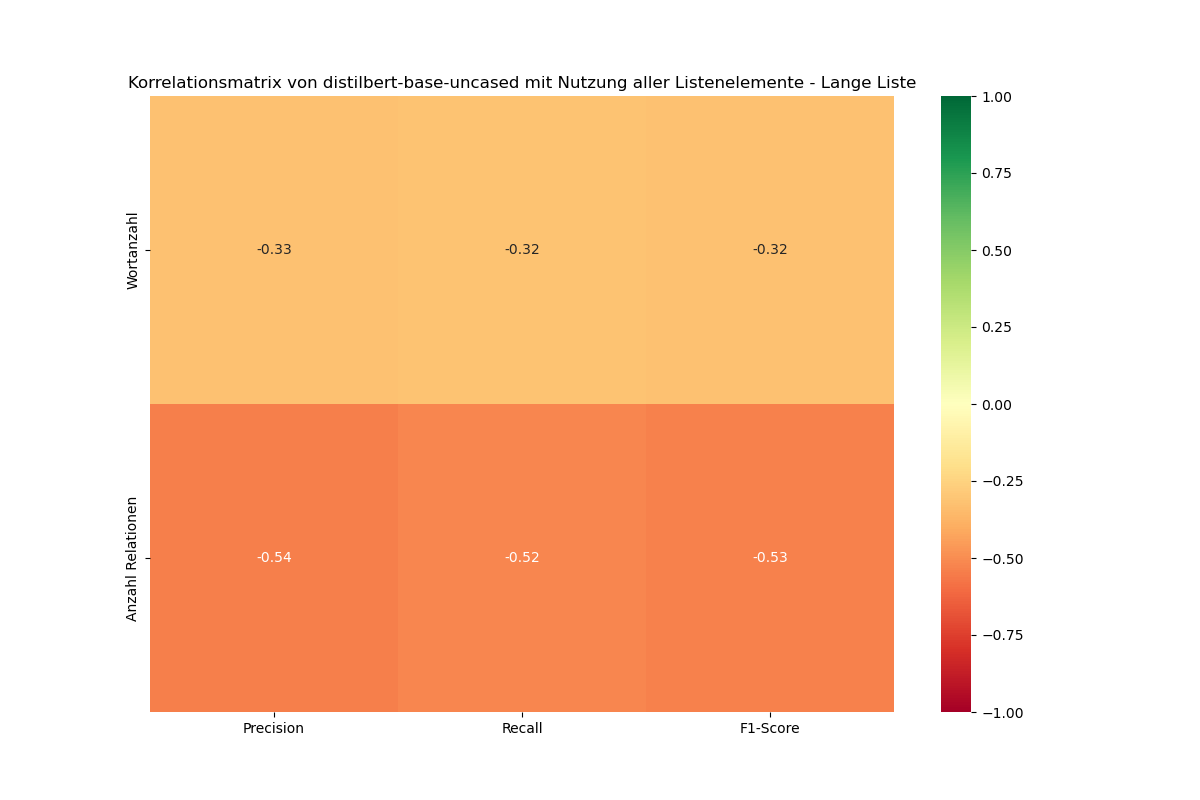 Korrelationsmatrix von distilbert-base-uncased mit Nutzung aller Listenelemente - Lange Liste
Wortanzahl
-0.33 -0.32 -0.32
Anzahl Relationen
-0.54 -0.52 -0.53
Precision Recall F1-Score
1.00
0.75
0.50
0.25
0.00
−0.25
−0.50
−0.75
−1.00